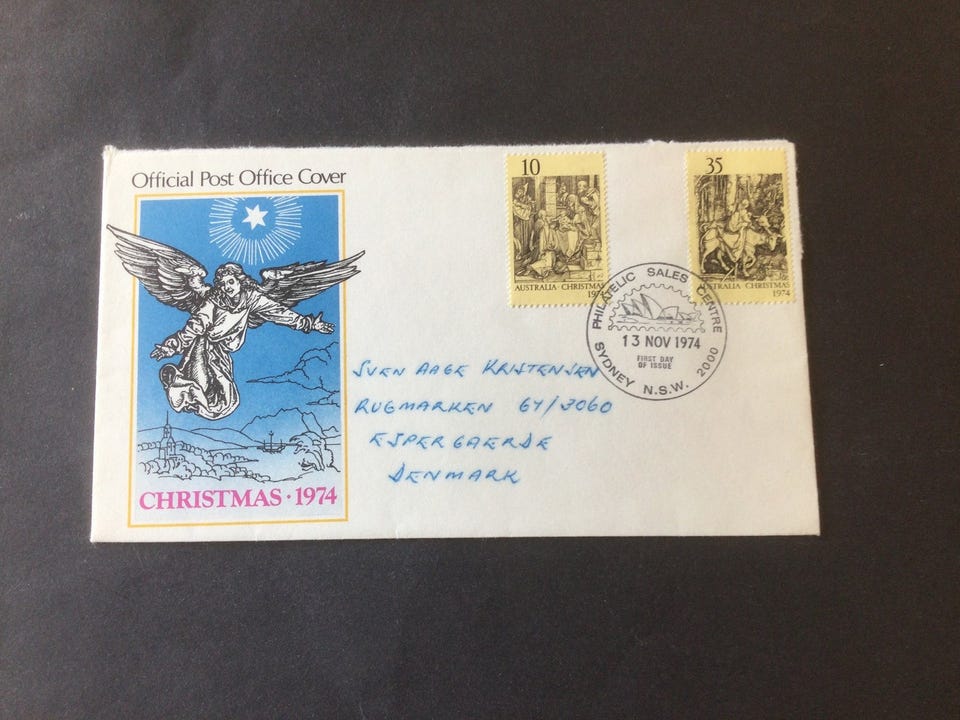 Official Post Office Cover
10
AUSTRALIA · CHRISTMAS
1974
35
AUSTRALIA CHRISTMAS
1974
PHILATELIC SALES CENTRE
13 NOV 1974
FIRST DAY
OF ISSUE
SYDNEY N.S.W. 2000
SVEN AAGE KRISTENSEN
RUGMARKEN 64/3060
ESPERGAERDE
DENMARK
CHRISTMAS · 1974